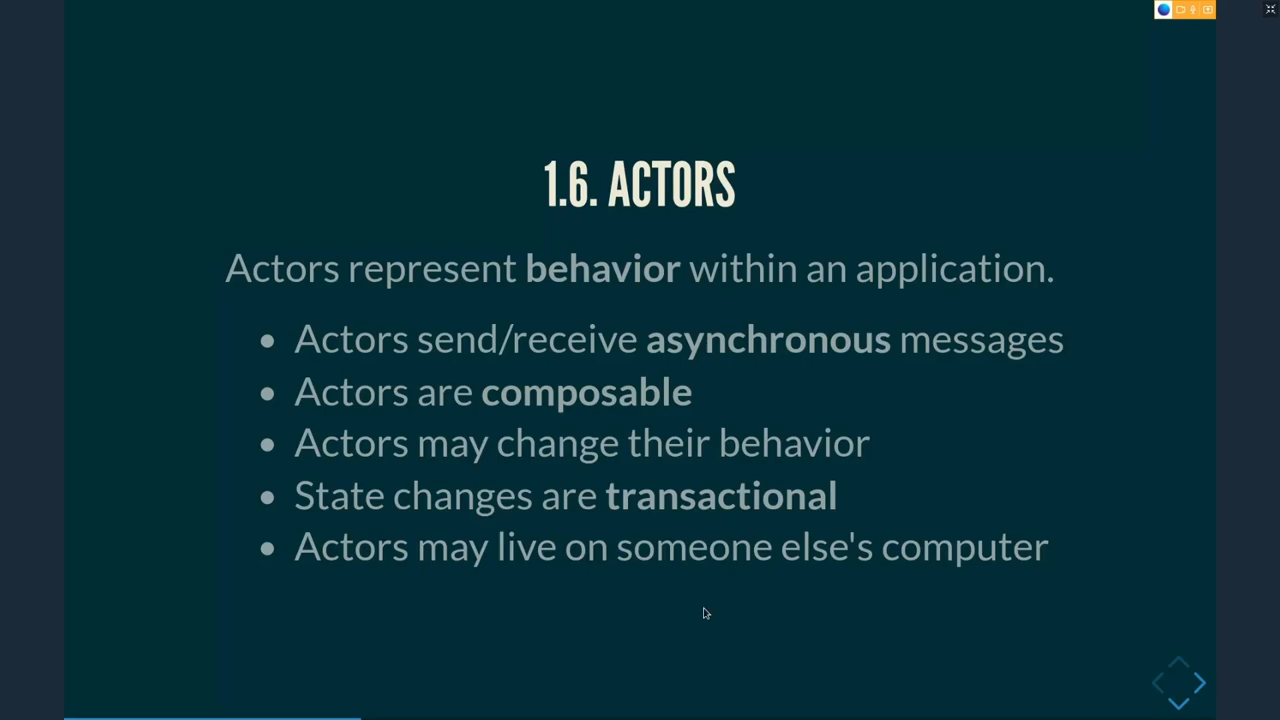 1.6. ACTORS
Actors represent behavior within an application.
• Actors send/receive asynchronous messages
• Actors are composable
• Actors may change their behavior
• State changes are transactional
• Actors may live on someone else's computer